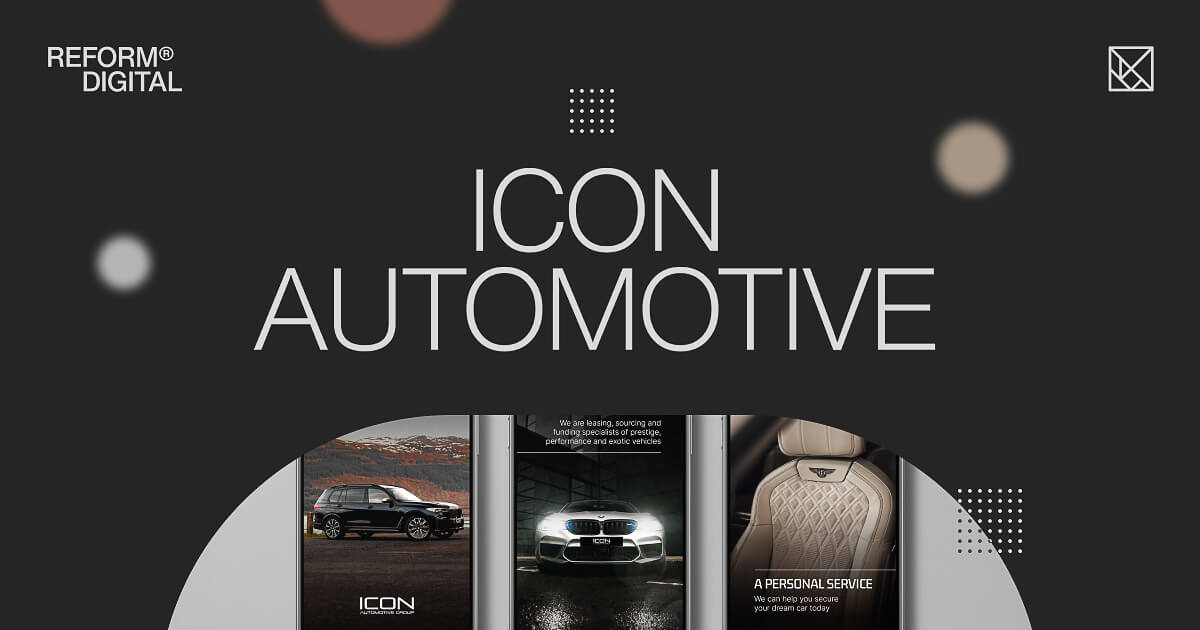 REFORM®
DIGITAL
ICON
AUTOMOTIVE
We are leasing, sourcing and
funding specialists of prestige,
performance and exotic vehicles
ICON
ICON
AUTOMOTIVE GROUP
A PERSONAL SERVICE
We can help you secure
your dream car today